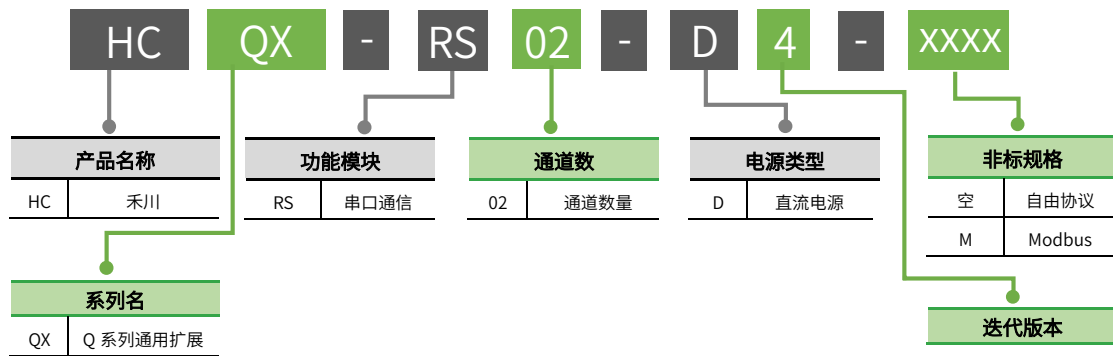 HC QX - RS 02 - D 4 - XXXX
产品名称 功能模块 通道数 电源类型 非标规格
HC 禾川 RS 串口通信 02 通道数量 D 直流电源 空 自由协议
M Modbus
系列名
QX Q 系列通用扩展
迭代版本